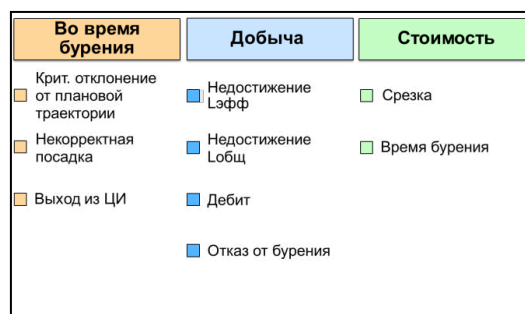 Во время
бурения
Добыча
Стоимость
Крит. отклонение
от плановой
траектории
Некорректная
посадка
Выход из ЦИ
Недостижение
Lэфф
Недостижение
Lобщ
Дебит
Отказ от бурения
Срезка
Время бурения